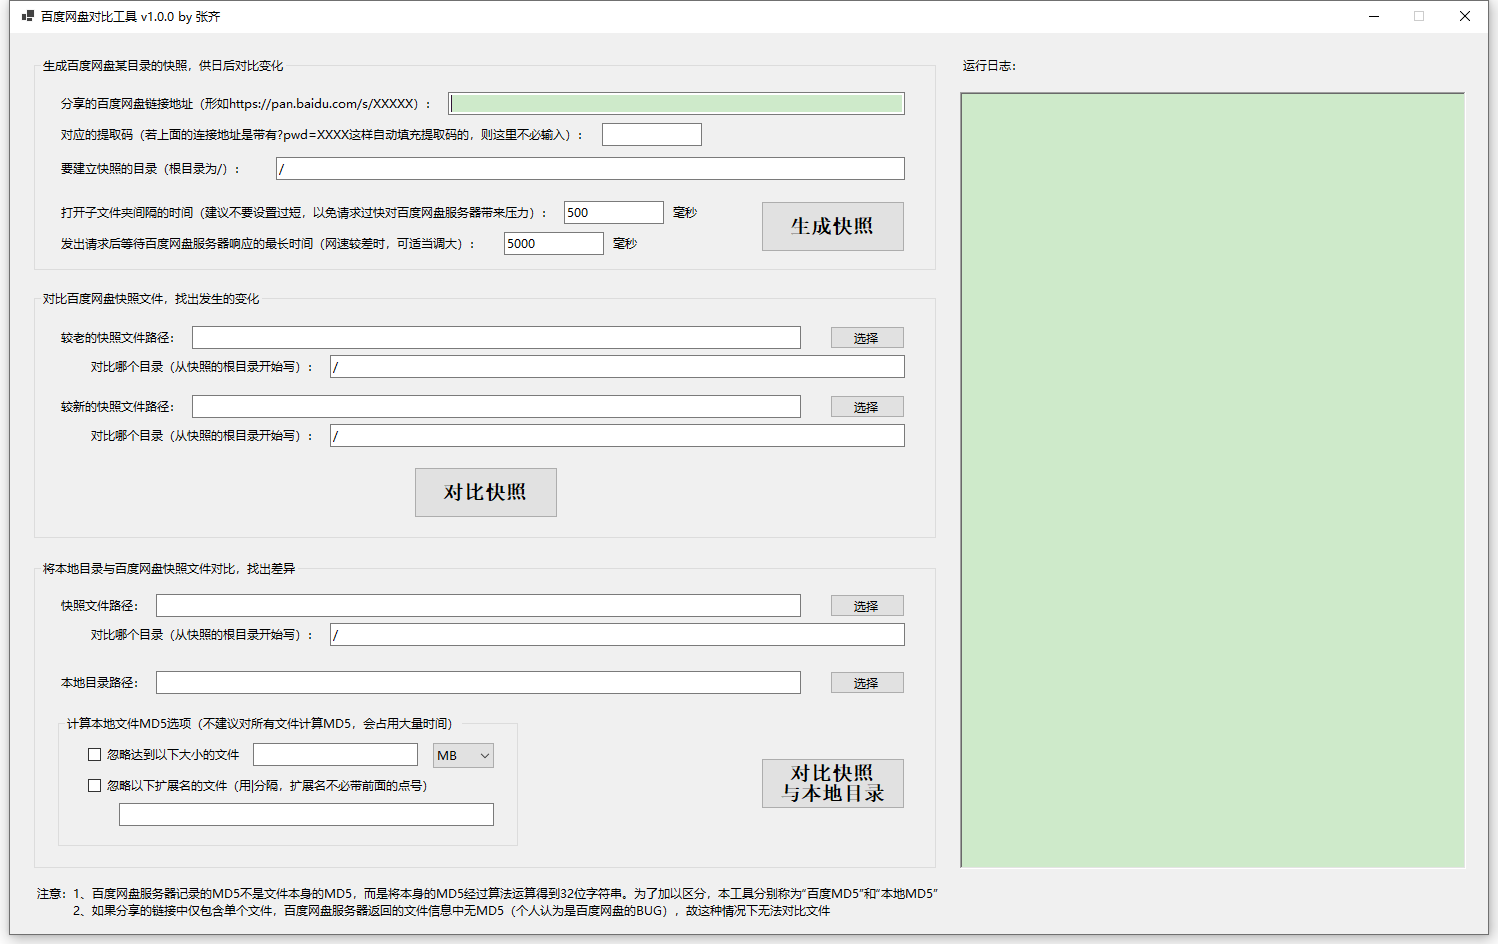 百度网盘对比工具 v1.0.0 by 张齐
生成百度网盘某目录的快照，供日后对比变化
分享的百度网盘链接地址（形如https://pan.baidu.com/s/XXXXX）：
对应的提取码（若上面的连接地址是带有?pwd=XXXX这样自动填充提取码的，则这里不必输入）：
要建立快照的目录（根目录为/）： /
打开子文件夹间隔的时间（建议不要设置过短，以免请求过快对百度网盘服务器带来压力）： 500 毫秒
发出请求后等待百度网盘服务器响应的最长时间（网速较差时，可适当调大）： 5000 毫秒
生成快照
对比百度网盘快照文件，找出发生的变化
较老的快照文件路径： 选择
对比哪个目录（从快照的根目录开始写）： /
较新的快照文件路径： 选择
对比哪个目录（从快照的根目录开始写）： /
对比快照
将本地目录与百度网盘快照文件对比，找出差异
快照文件路径： 选择
对比哪个目录（从快照的根目录开始写）： /
本地目录路径： 选择
计算本地文件MD5选项（不建议对所有文件计算MD5，会占用大量时间）
忽略达到以下大小的文件 MB
忽略以下扩展名的文件（用|分隔，扩展名不必带前面的点号）
对比快照
与本地目录
运行日志：
注意：1、百度网盘服务器记录的MD5不是文件本身的MD5，而是将本身的MD5经过算法运算得到32位字符串。为了加以区分，本工具分别称为“百度MD5”和“本地MD5”
2、如果分享的链接中仅包含单个文件，百度网盘服务器返回的文件信息中无MD5（个人认为是百度网盘的BUG），故这种情况下无法对比文件